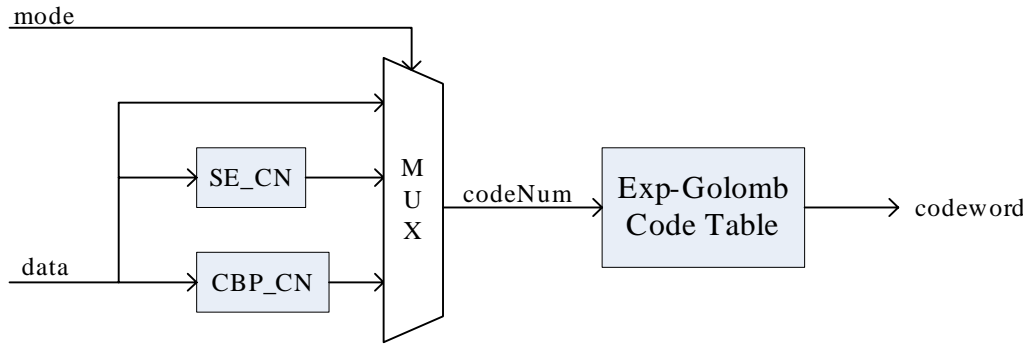 mode
SE_CN
data
CBP_CN
M
U
X
codeNum
Exp-Golomb
Code Table
codeword